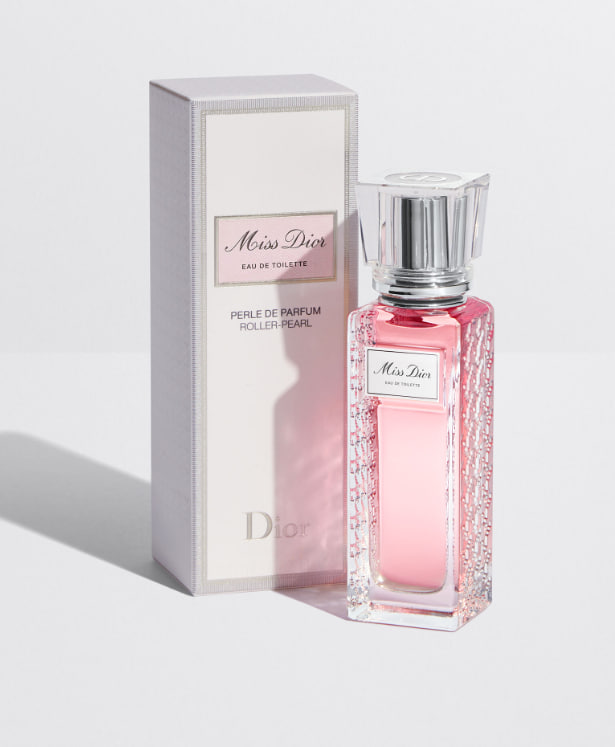 Miss Dior
EAU DE TOILETTE
PERLE DE PARFUM
ROLLER-PEARL
Dior
Miss Dior
EAU DE TOILETTE